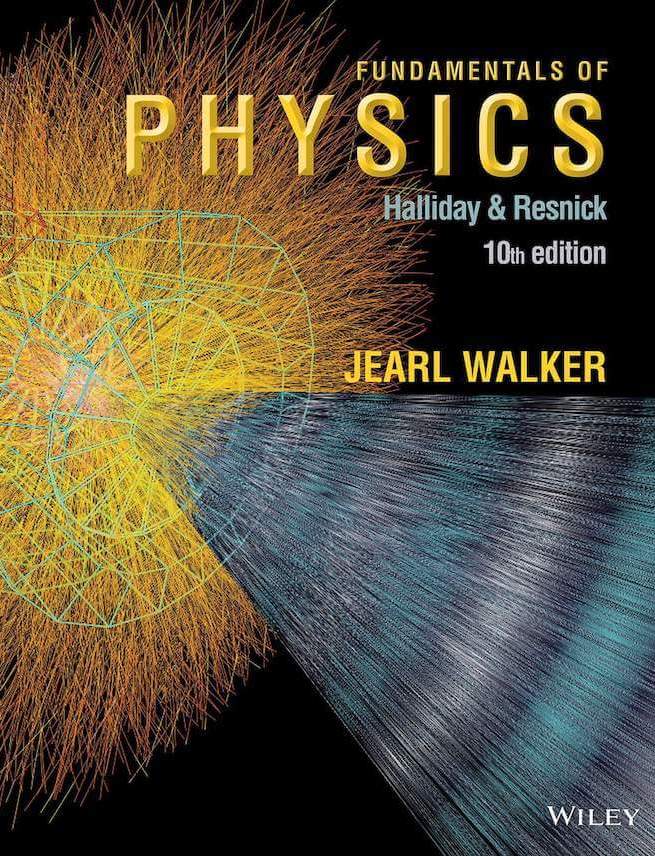 FUNDAMENTALS OF
PHYSICS
Halliday & Resnick
10th edition
JEARL WALKER
WILEY